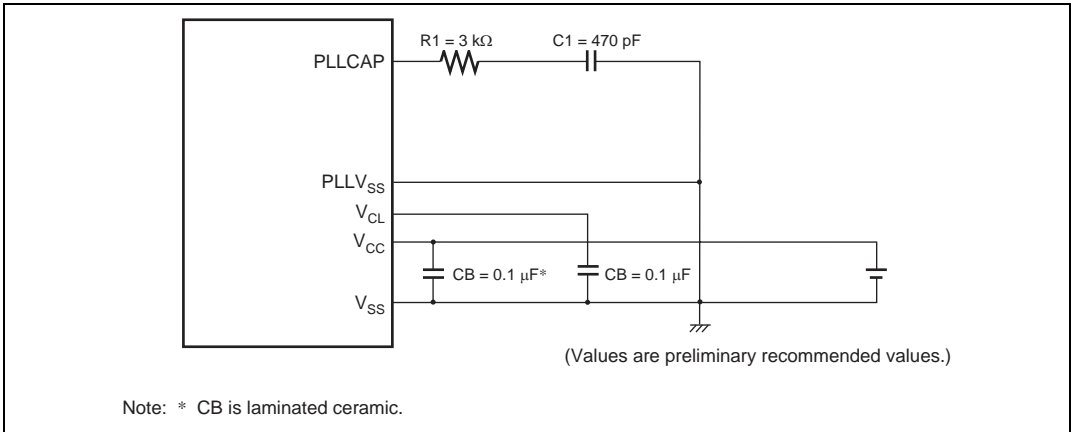 R1 = 3 kΩ
C1 = 470 pF
PLLCAP
PLLVSS
VCL
VCC
CB = 0.1 μF*
CB = 0.1 μF
VSS
(Values are preliminary recommended values.)
Note: * CB is laminated ceramic.